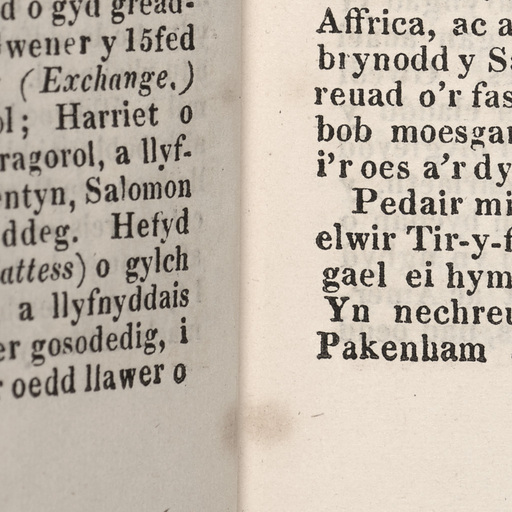 d o gyd gread-
wener y 15fed
(Exchange.)
ol; Harriet o
ragorol, a llyf-
ntyn, Salomon
ddeg. Hefyd
attess) o gylch
a llyfnyddais
er gosodedig, i
r oedd llawer o
Affrica, ac a
brynodd y S
reuad o'r fas
bob moesgar
i'r oes a'r dy
Pedair mi
elwir Tir-y-f
gael ei hym
Yn nechreu
Pakenham